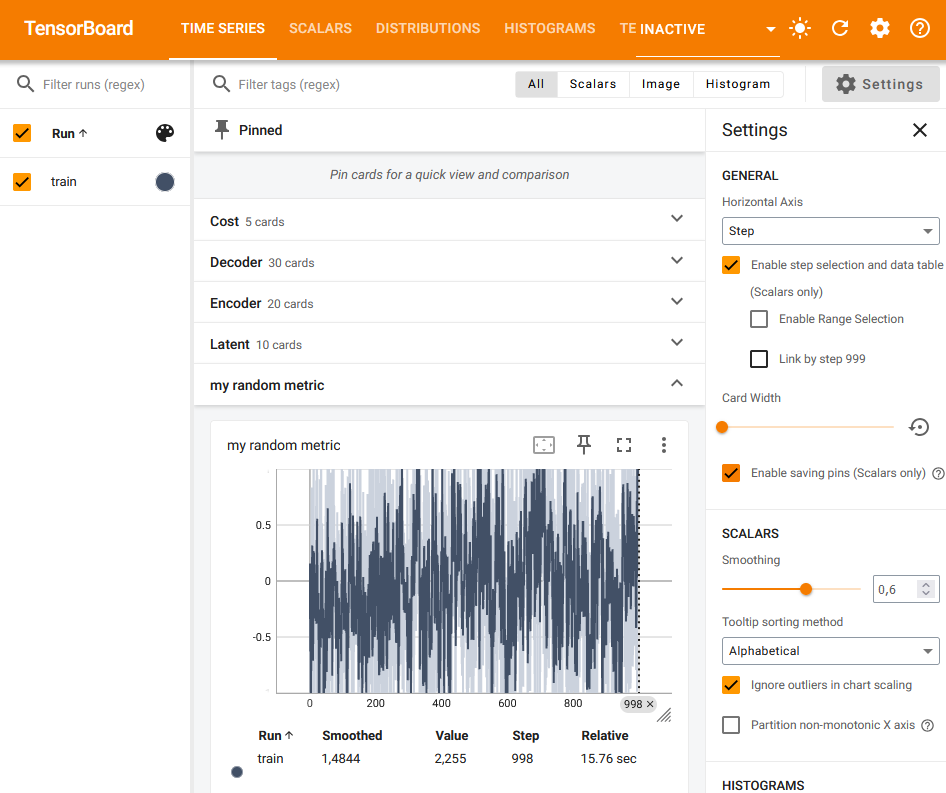 TensorBoard TIME SERIES SCALARS DISTRIBUTIONS HISTOGRAMS TE INACTIVE
Filter runs (regex)
Run
train
Filter tags (regex)
All Scalars Image Histogram
Settings
Pinned
Pin cards for a quick view and comparison
Cost 5 cards
Decoder 30 cards
Encoder 20 cards
Latent 10 cards
my random metric
my random metric
0.5
0
-0.5
0 200 400 600 800 998
Run Smoothed Value Step Relative
train 1,4844 2,255 998 15.76 sec
Settings
GENERAL
Horizontal Axis
Step
Enable step selection and data table
(Scalars only)
Enable Range Selection
Link by step 999
Card Width
Enable saving pins (Scalars only)
SCALARS
Smoothing
0,6
Tooltip sorting method
Alphabetical
Ignore outliers in chart scaling
Partition non-monotonic X axis
HISTOGRAMS